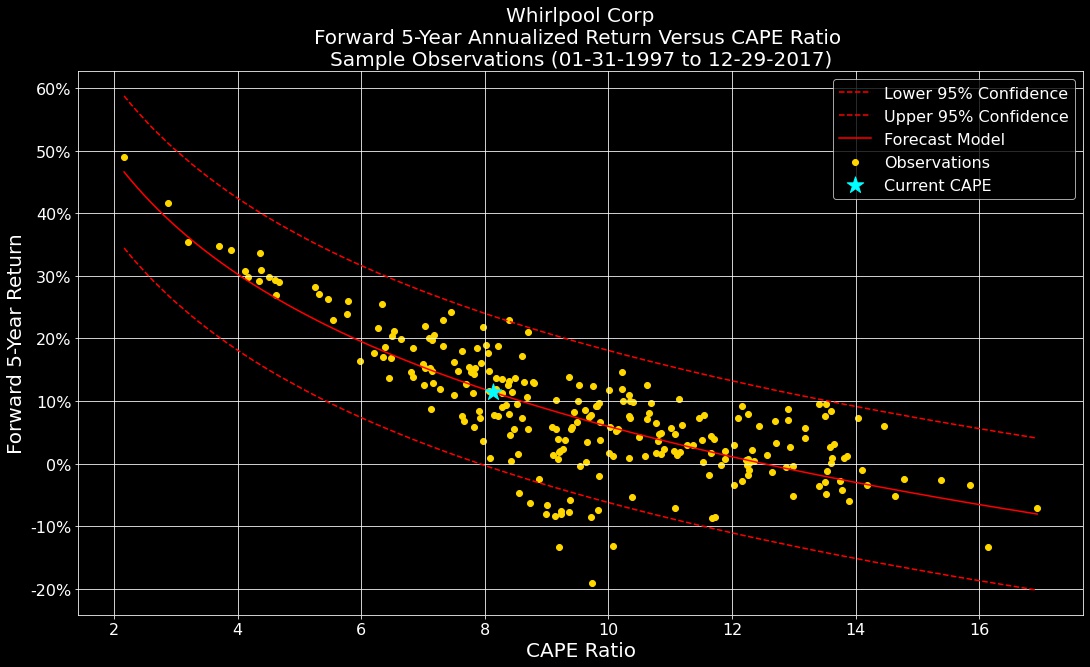 Whirlpool Corp
Forward 5-Year Annualized Return Versus CAPE Ratio
Sample Observations (01-31-1997 to 12-29-2017)
Lower 95% Confidence
Upper 95% Confidence
Forecast Model
Observations
Current CAPE
Forward 5-Year Return
60%
50%
40%
30%
20%
10%
0%
-10%
-20%
2 4 6 8 10 12 14 16
CAPE Ratio